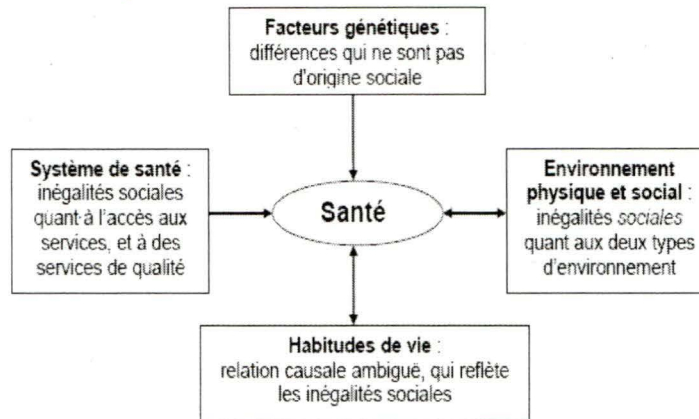 Facteurs génétiques :
différences qui ne sont pas
d'origine sociale
Système de santé :
inégalités sociales
quant à l'accès aux
services, et à des
services de qualité
Santé
Environnement
physique et social :
inégalités sociales
quant aux deux types
d'environnement
Habitudes de vie :
relation causale ambiguë, qui reflète
les inégalités sociales